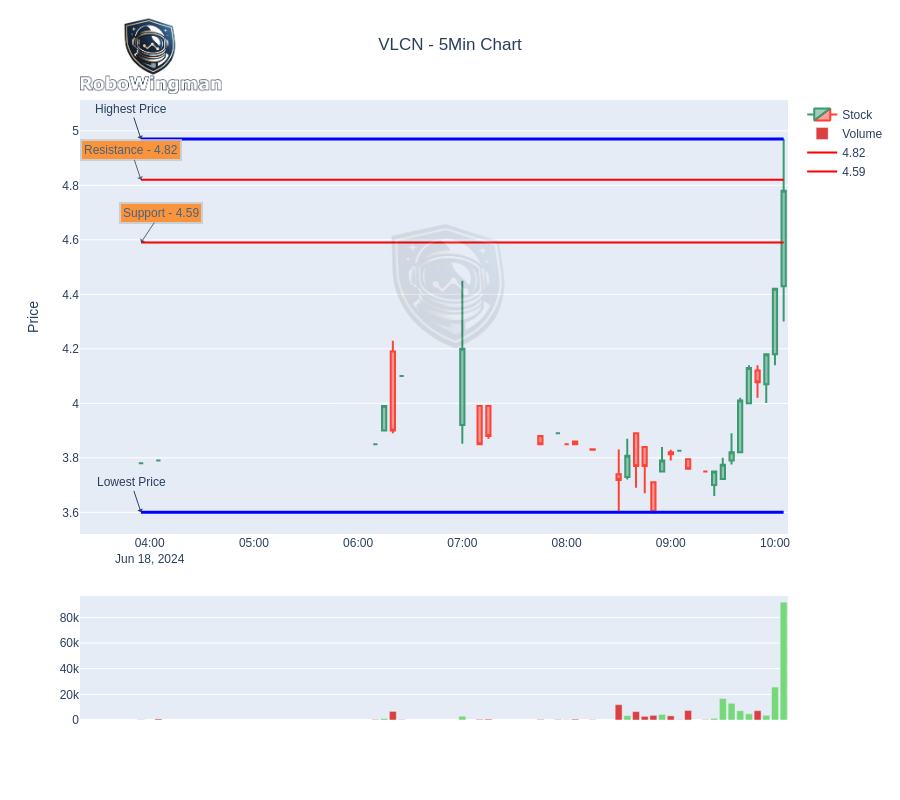 VLCN - 5Min Chart
RoboWingman
Highest Price
Resistance - 4.82
Support - 4.59
Lowest Price
Price
5
4.8
4.6
4.4
4.2
4
3.8
3.6
04:00
05:00
06:00
07:00
08:00
09:00
10:00
Jun 18, 2024
Stock
Volume
4.82
4.59
80k
60k
40k
20k
0